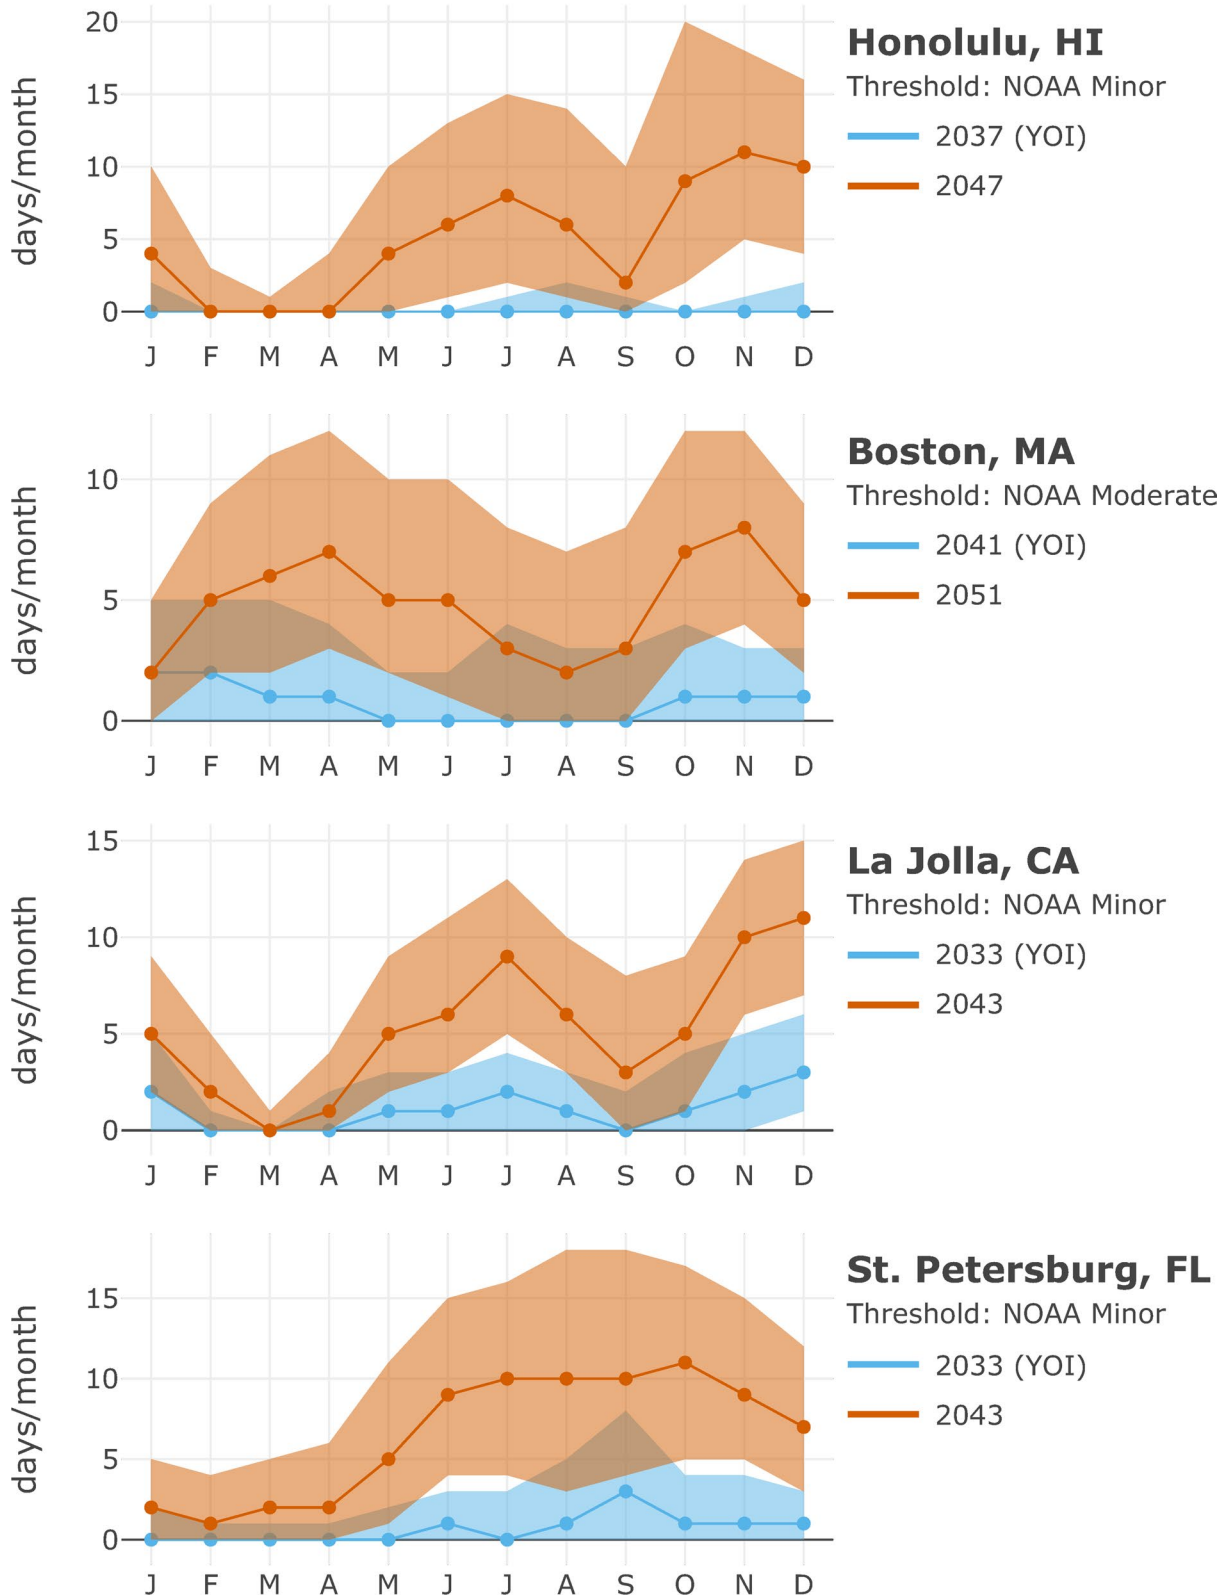 Honolulu, HI
Threshold: NOAA Minor
2037 (YOI)
2047
days/month
20
15
10
5
0
J F M A M J J A S O N D
Boston, MA
Threshold: NOAA Moderate
2041 (YOI)
2051
days/month
10
5
0
J F M A M J J A S O N D
La Jolla, CA
Threshold: NOAA Minor
2033 (YOI)
2043
days/month
15
10
5
0
J F M A M J J A S O N D
St. Petersburg, FL
Threshold: NOAA Minor
2033 (YOI)
2043
days/month
15
10
5
0
J F M A M J J A S O N D